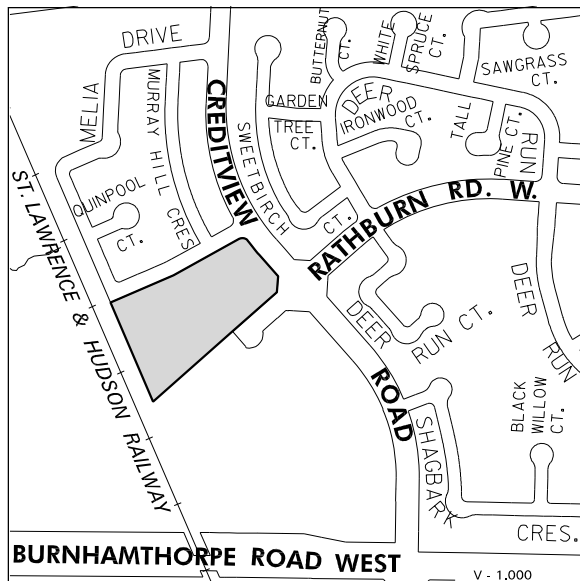 DRIVE
MELIA
MURRAY HILL CRES
QUINPOOL
CT.
CREDITVIEW
SWEETBIRCH
CT.
BUTTERNUT
CT.
WHITE
SPRUCE
CT.
SAWGRASS
CT.
GARDEN
TREE
CT.
DEER
IRONWOOD
CT.
TALL
PINE CT.
RUN
RATHBURN RD. W.
ST. LAWRENCE & HUDSON RAILWAY
DEER
RUN CT.
DEER
RUN
ROAD
SHAGBARK
BLACK
WILLOW
CT.
CRES.
BURNHAMTHORPE ROAD WEST
V - 1.000